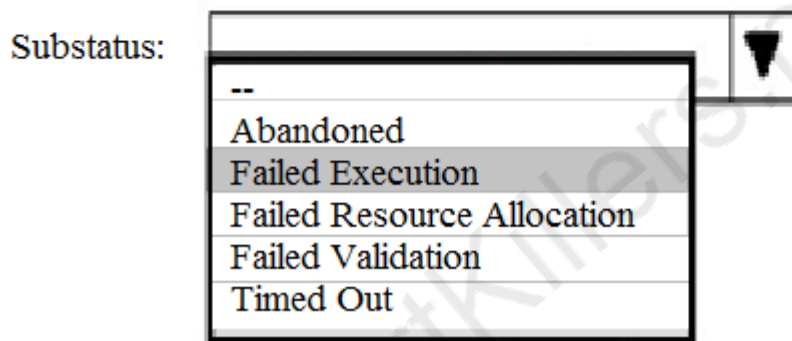 Substatus:
--
Abandoned
Failed Execution
Failed Resource Allocation
Failed Validation
Timed Out